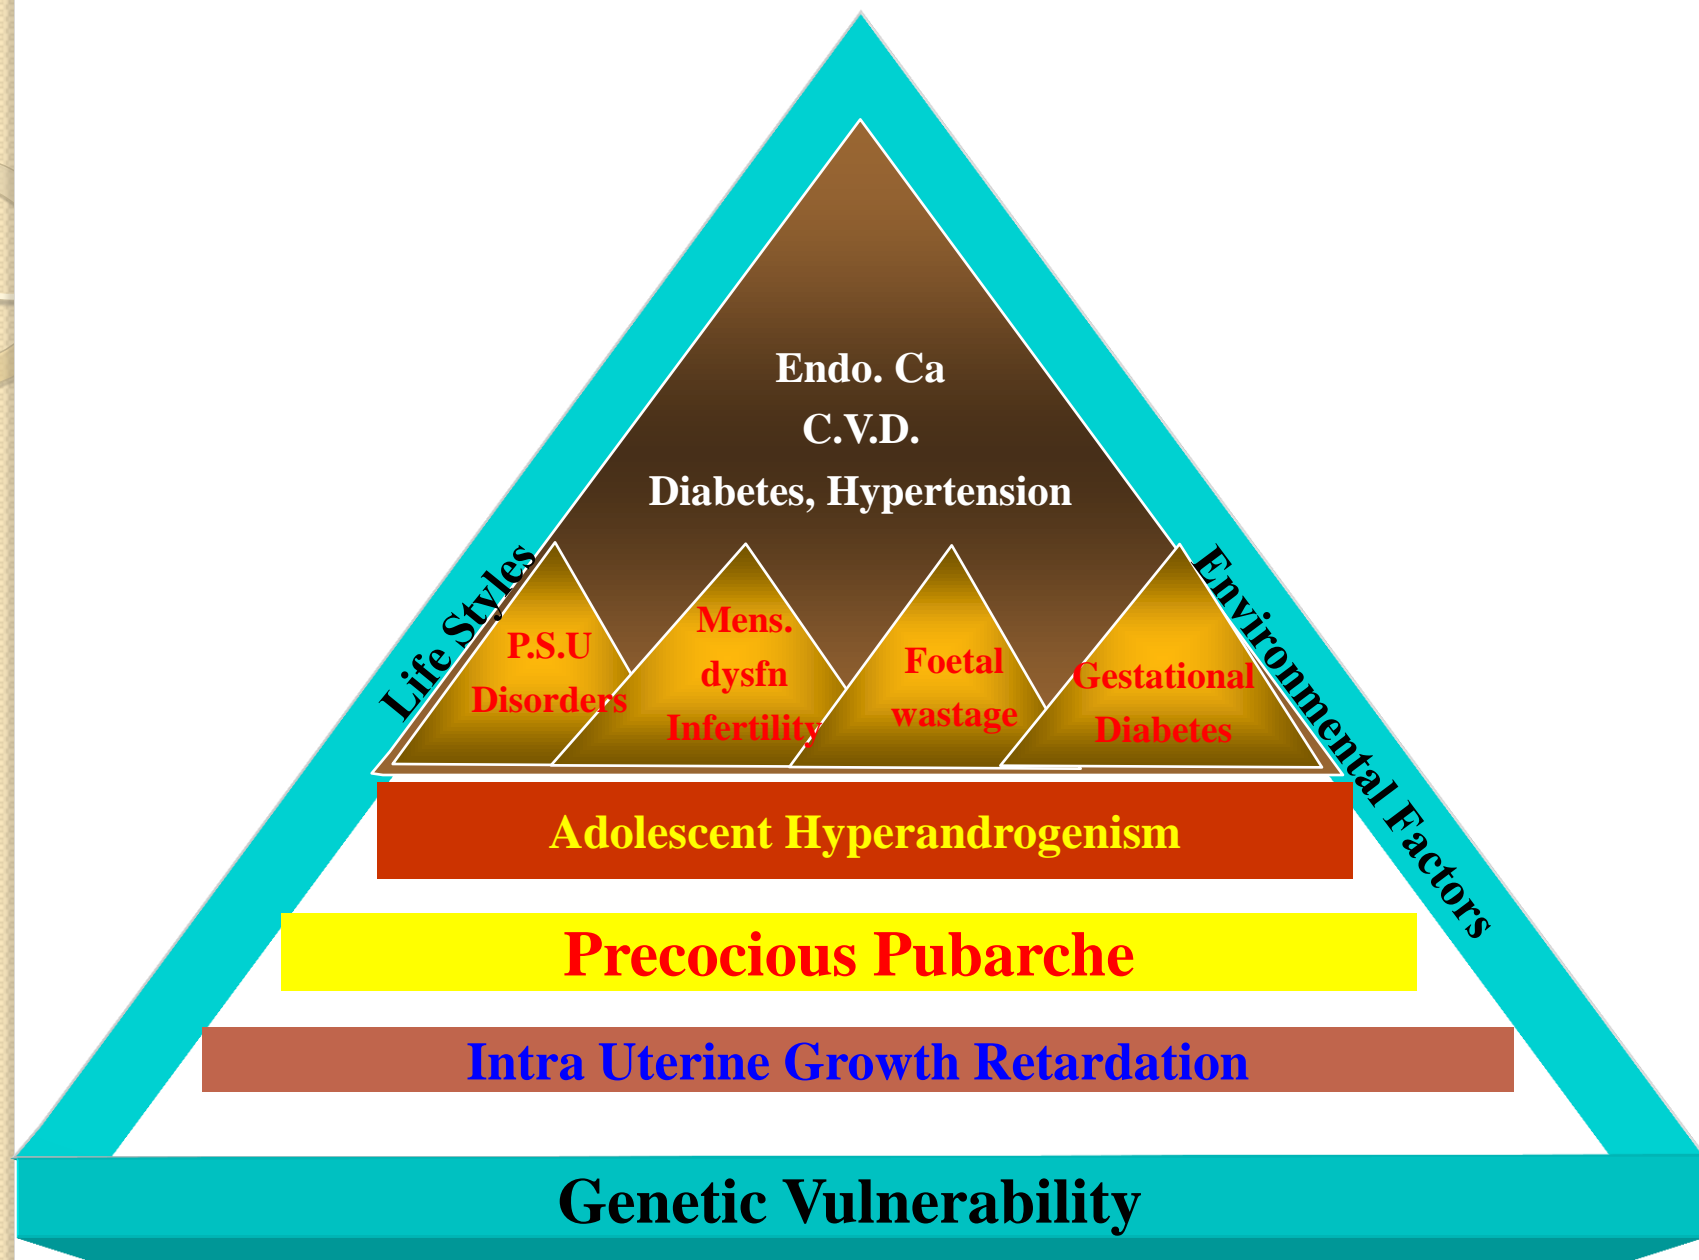 Endo. Ca
C.V.D.
Diabetes, Hypertension
Life Styles
Environmental Factors
P.S.U
Disorders
Mens.
dysfn
Infertility
Foetal
wastage
Gestational
Diabetes
Adolescent Hyperandrogenism
Precocious Pubarche
Intra Uterine Growth Retardation
Genetic Vulnerability